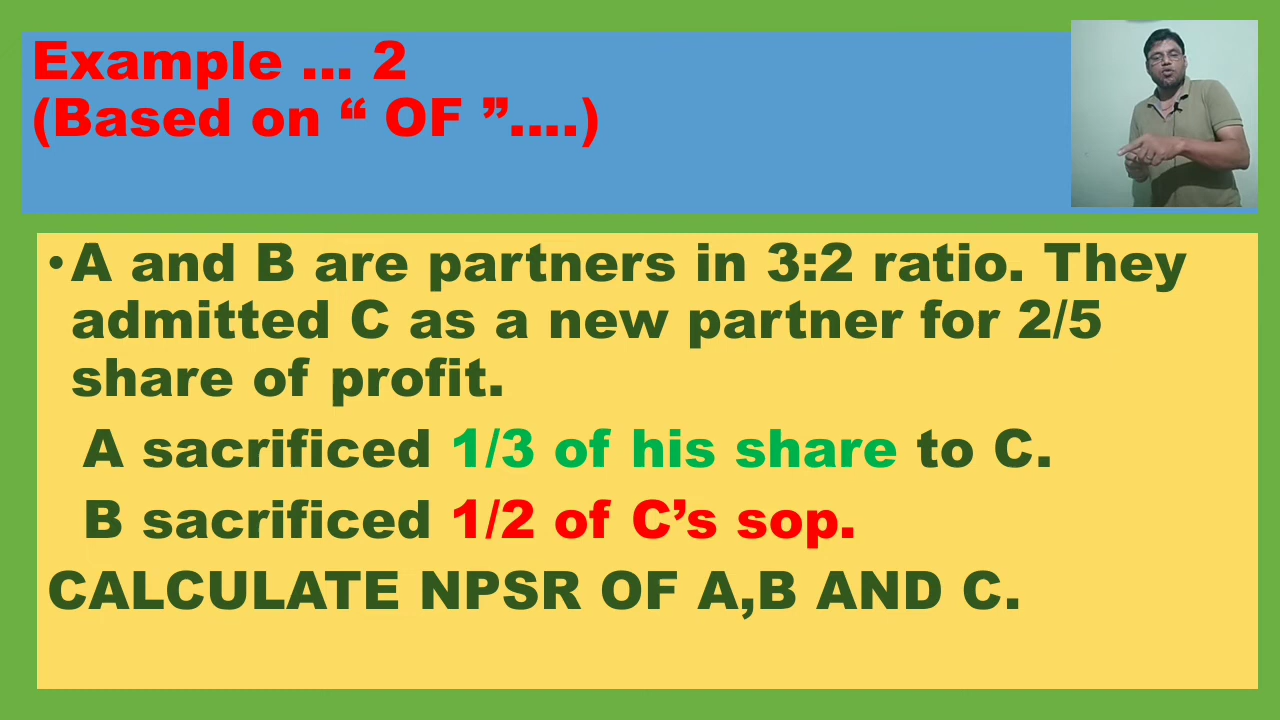 Example ... 2
(Based on “ OF ”....)
•A and B are partners in 3:2 ratio. They
admitted C as a new partner for 2/5
share of profit.
A sacrificed 1/3 of his share to C.
B sacrificed 1/2 of C’s sop.
CALCULATE NPSR OF A,B AND C.